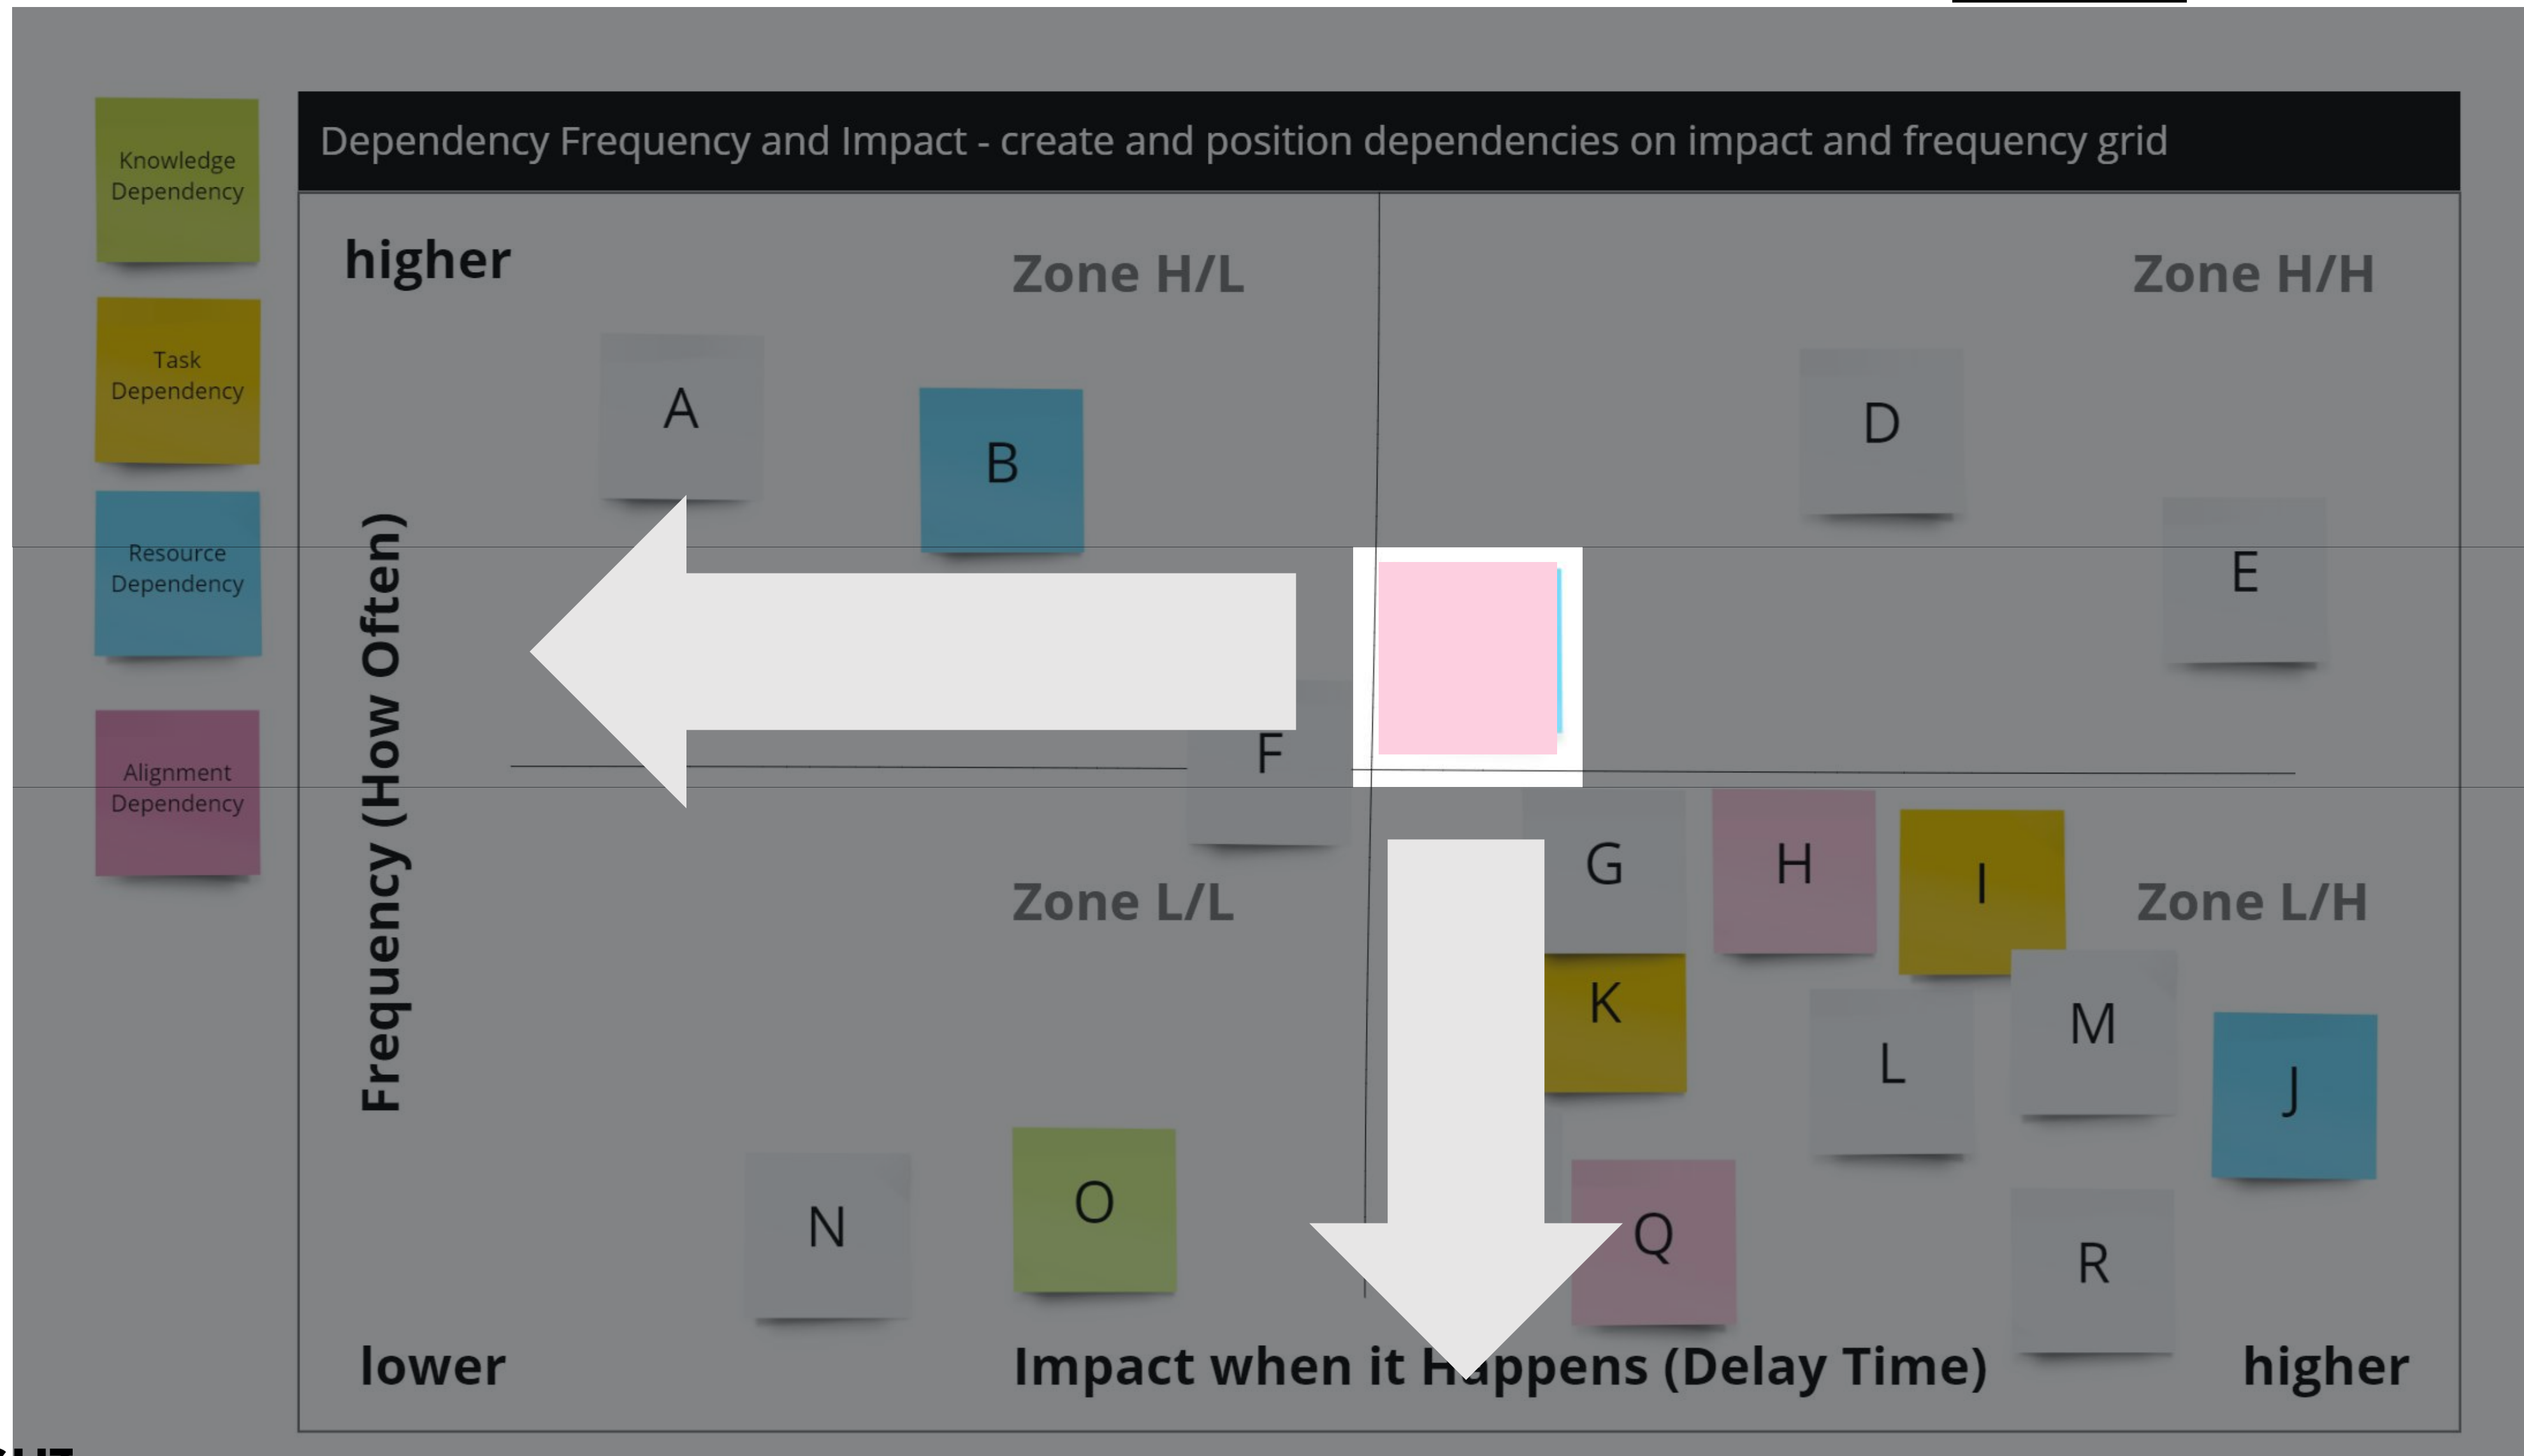 Dependency Frequency and Impact - create and position dependencies on impact and frequency grid
Knowledge
Dependency
Task
Dependency
Resource
Dependency
Alignment
Dependency
higher
Zone H/L
Zone H/H
A
B
D
E
Frequency (How Often)
F
G
H
I
Zone L/L
Zone L/H
K
L
M
J
N
O
Q
R
lower
Impact when it Happens (Delay Time)
higher